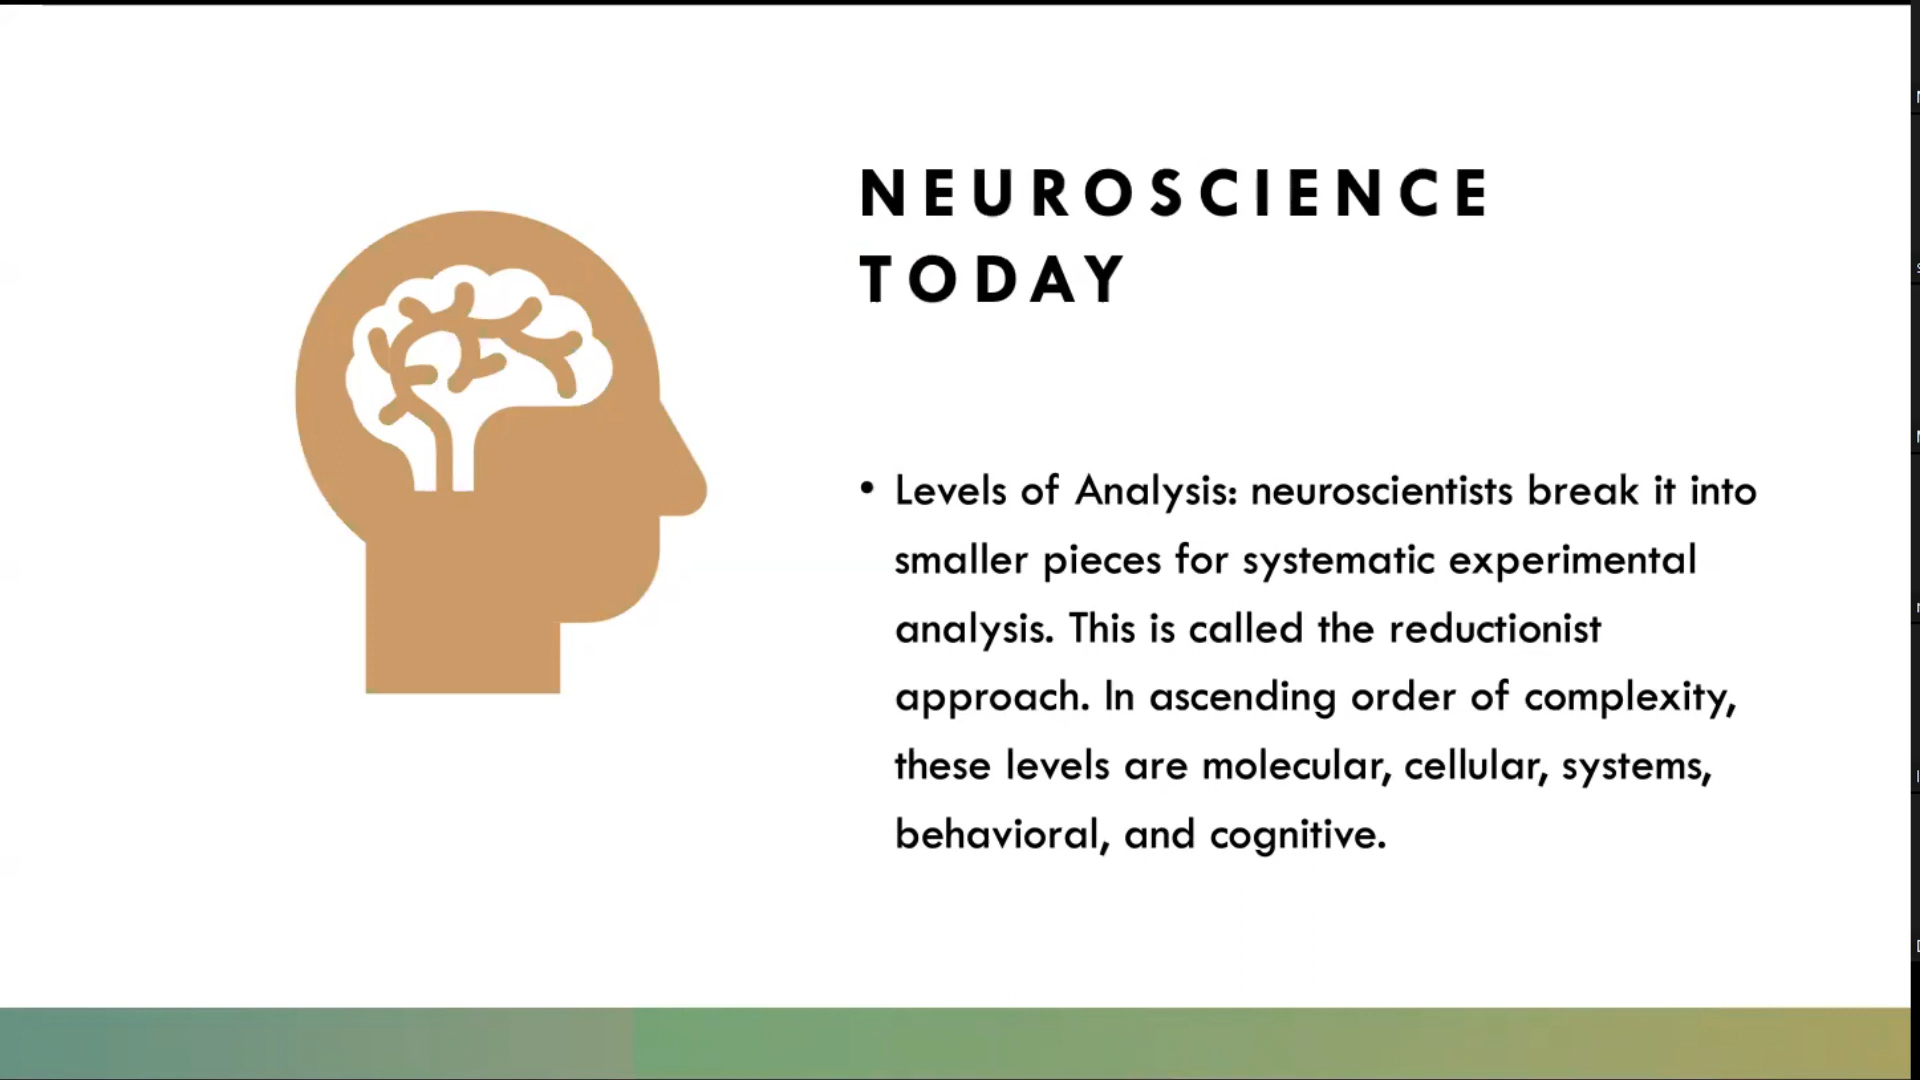 NEUROSCIENCE
TODAY
• Levels of Analysis: neuroscientists break it into
smaller pieces for systematic experimental
analysis. This is called the reductionist
approach. In ascending order of complexity,
these levels are molecular, cellular, systems,
behavioral, and cognitive.